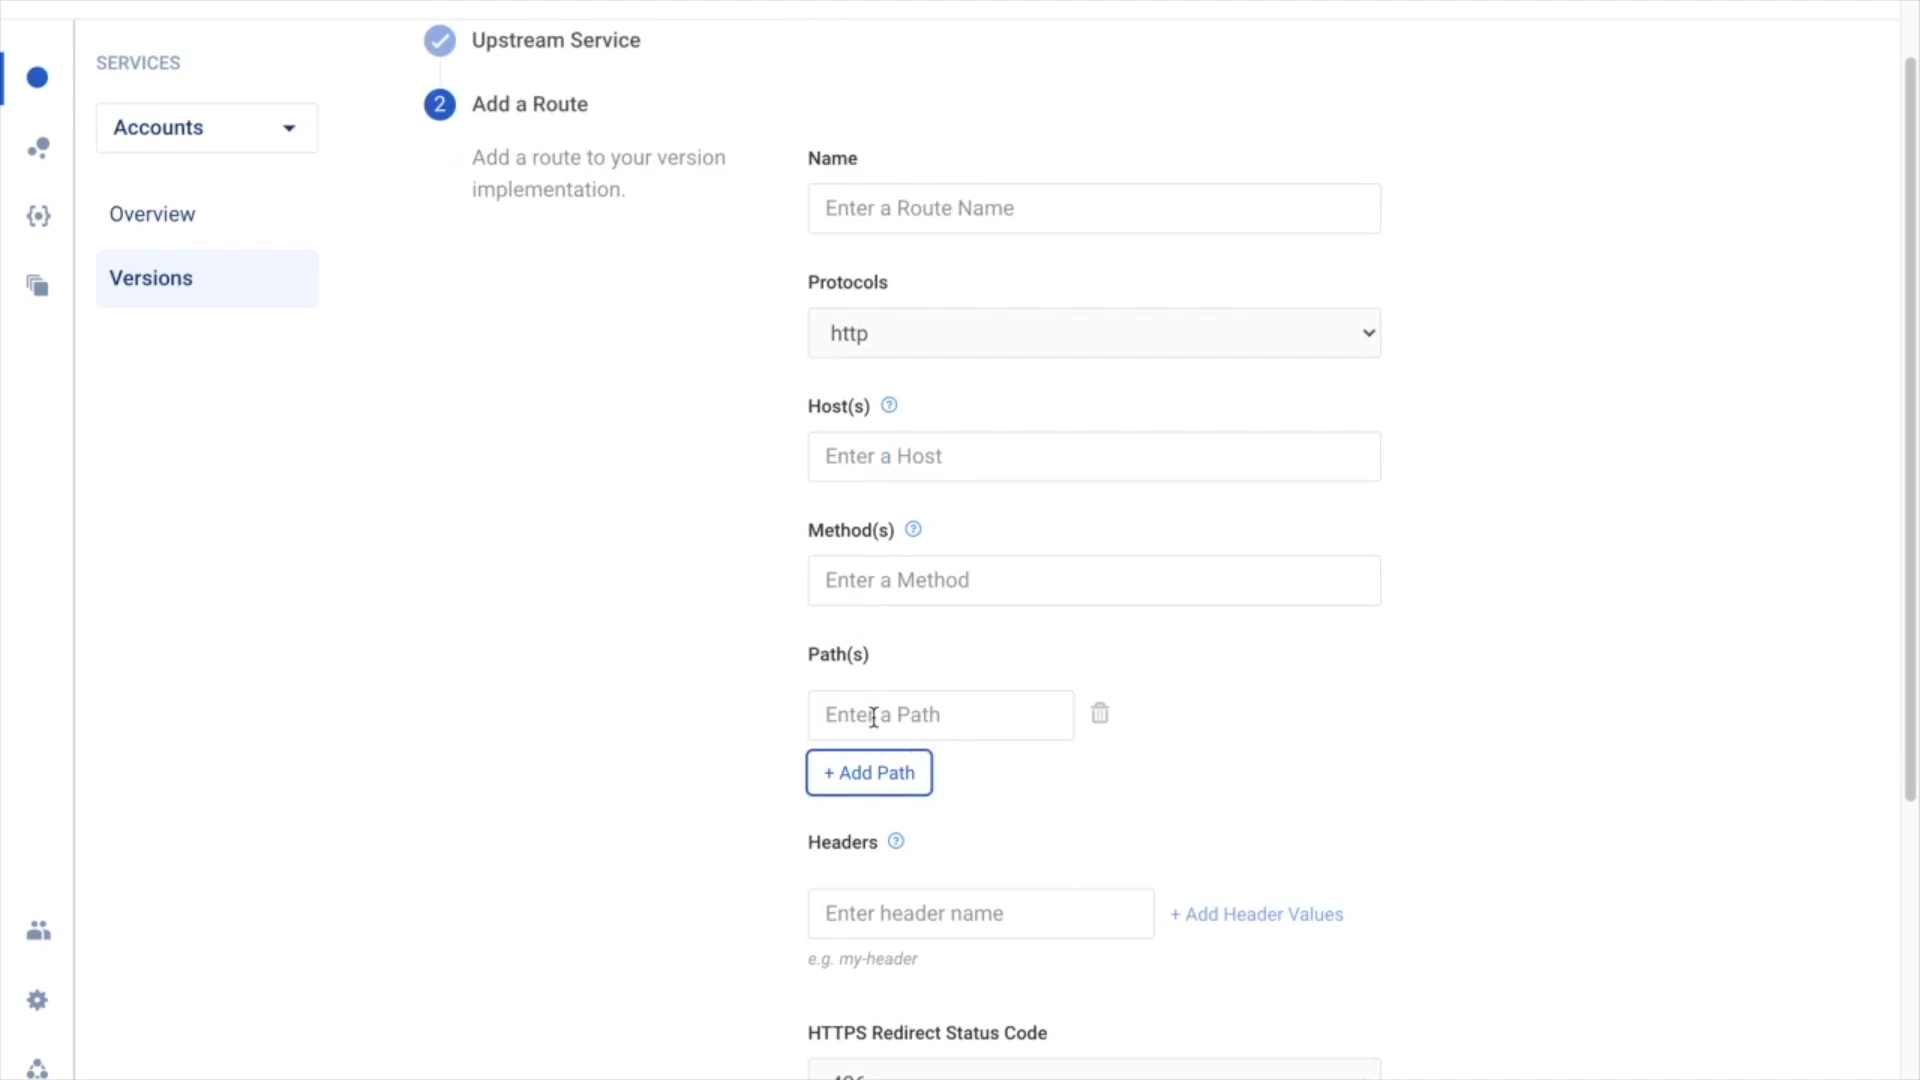 Upstream Service
SERVICES
2 Add a Route
Accounts
Add a route to your version
implementation.
Name
Enter a Route Name
Overview
Versions
Protocols
http
Host(s)
Enter a Host
Method(s)
Enter a Method
Path(s)
Enter a Path
+ Add Path
Headers
Enter header name
+ Add Header Values
e.g. my-header
HTTPS Redirect Status Code